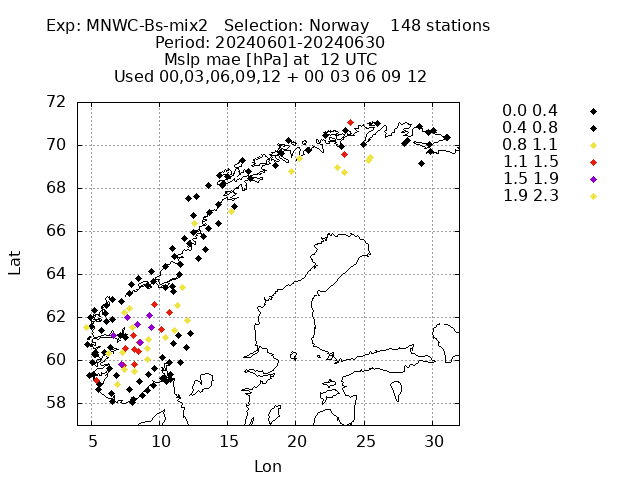 Exp: MNWC-Bs-mix2 Selection: Norway 148 stations
Period: 20240601-20240630
Mslp mae [hPa] at 12 UTC
Used 00,03,06,09,12 + 00 03 06 09 12
72
70
68
66
64
62
60
58
Lat
5 10 15 20 25 30
Lon
0.0 0.4
0.4 0.8
0.8 1.1
1.1 1.5
1.5 1.9
1.9 2.3